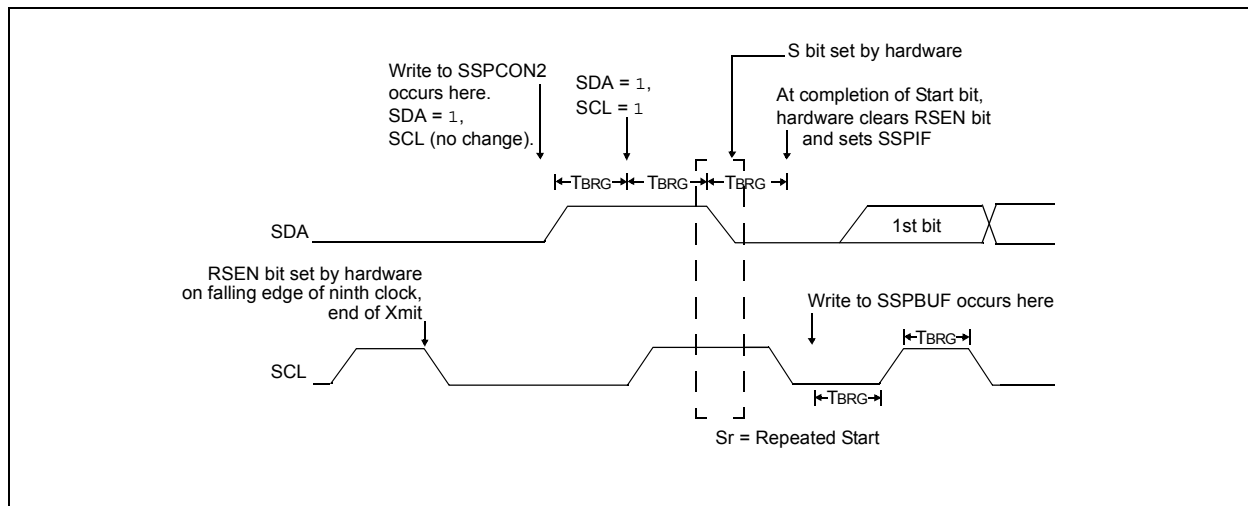 S bit set by hardware
Write to SSPCON2
occurs here.
SDA = 1,
SCL (no change).
SDA = 1,
SCL = 1
At completion of Start bit,
hardware clears RSEN bit
and sets SSPIF
TBRG
TBRG
TBRG
SDA
1st bit
RSEN bit set by hardware
on falling edge of ninth clock,
end of Xmit
Write to SSPBUF occurs here
TBRG
SCL
TBRG
Sr = Repeated Start